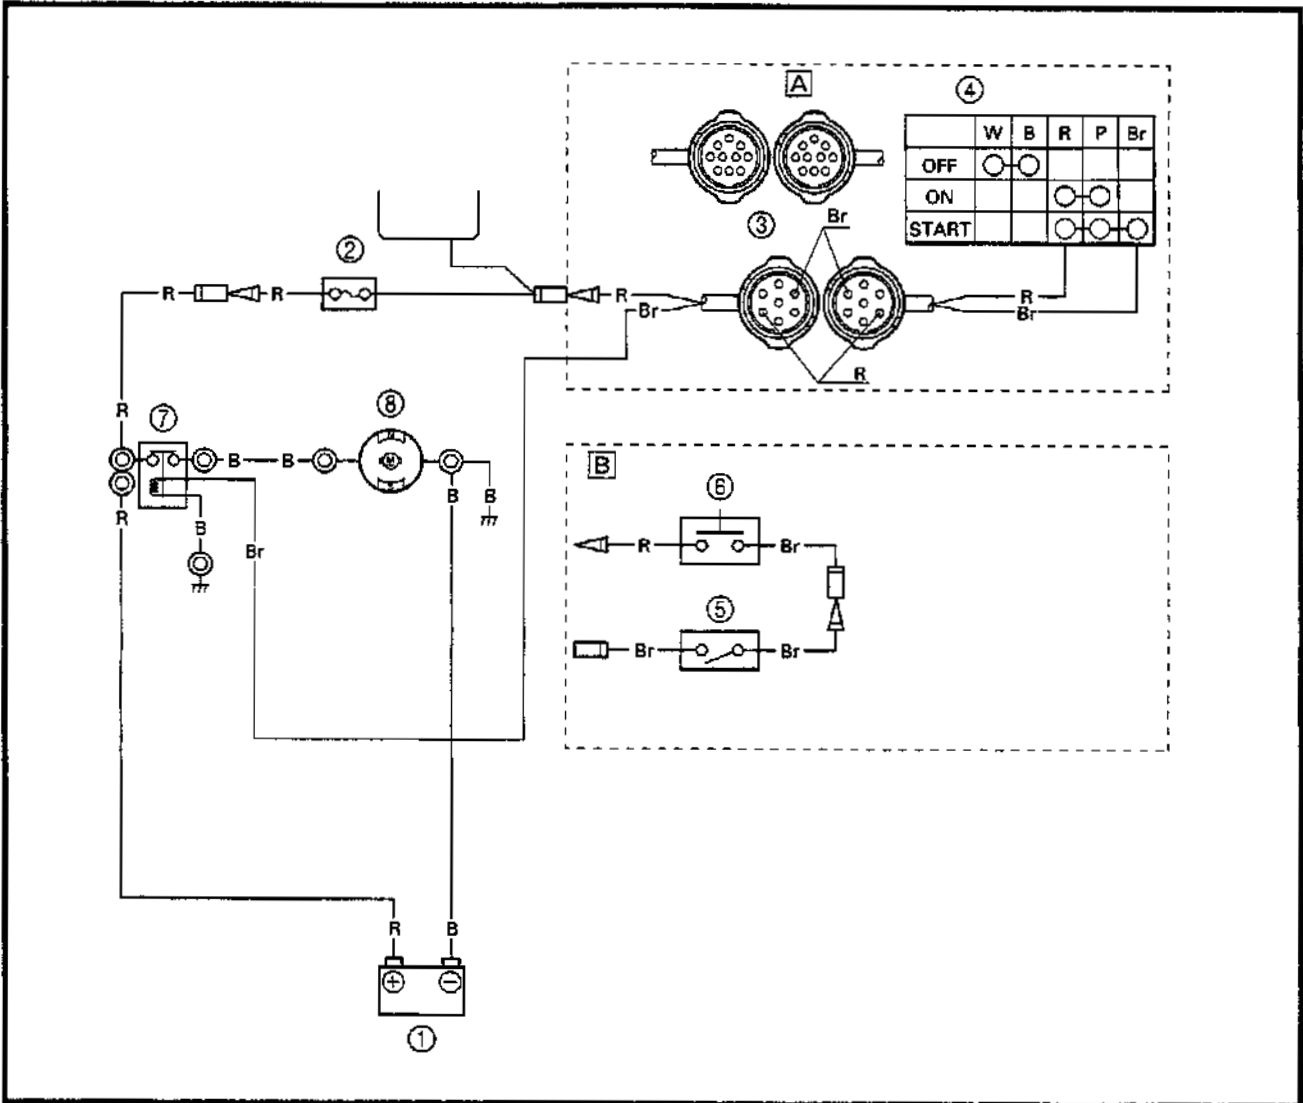 A
④
W B R P Br
OFF
ON
START
③
Br
②
R R R R
Br Br
R
⑧
R ⑦
B B
R B B B
Br
B
⑥
R Br
⑤
Br Br
R B
+ −
①